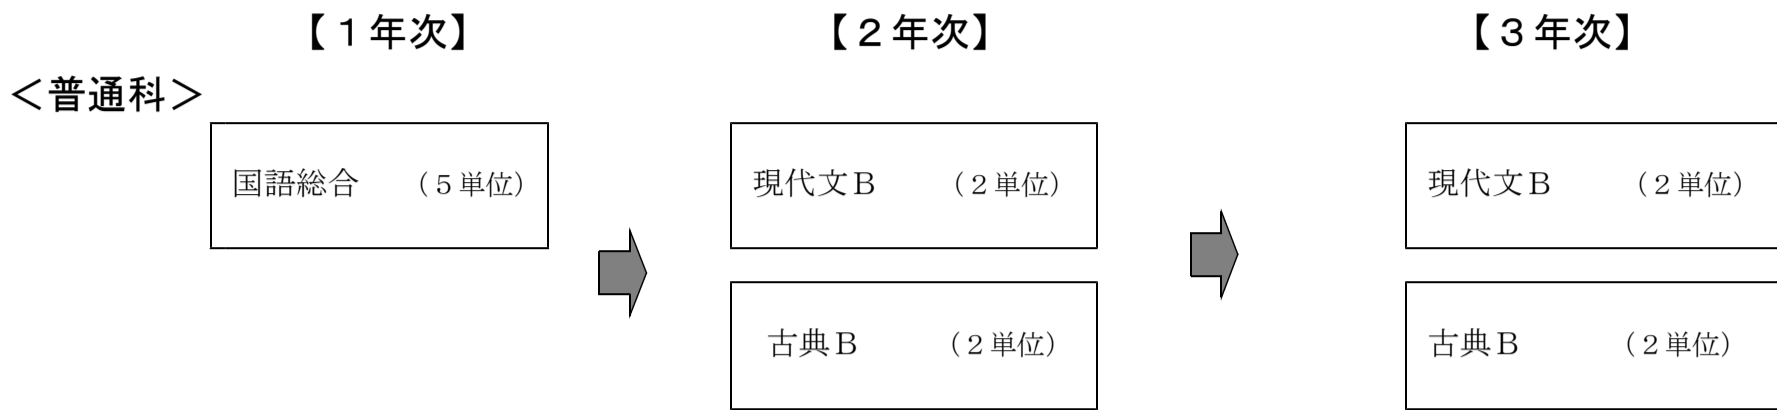 【１年次】 【２年次】 【３年次】
＜普通科＞
国語総合 （５単位） 現代文Ｂ （２単位） 現代文Ｂ （２単位）
古典Ｂ （２単位） 古典Ｂ （２単位）